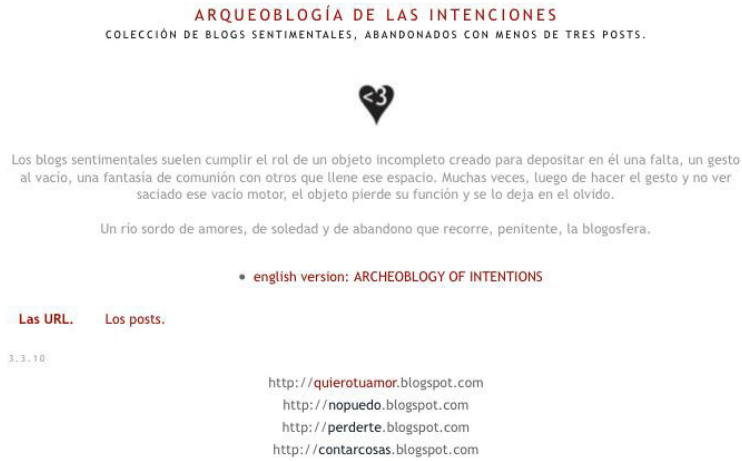 ARQUEOBLOGÍA DE LAS INTENCIONES
COLECCIÓN DE BLOGS SENTIMENTALES, ABANDONADOS CON MENOS DE TRES POSTS.
<3
Los blogs sentimentales suelen cumplir el rol de un objeto incompleto creado para depositar en él una falta, un gesto
al vacío, una fantasía de comunión con otros que llene ese espacio. Muchas veces, luego de hacer el gesto y no ver
saciado ese vacío motor, el objeto pierde su función y se lo deja en el olvido.
Un río sordo de amores, de soledad y de abandono que recorre, penitente, la blogosfera.
• english version: ARCHEOBLOGY OF INTENTIONS
Las URL. Los posts.
3.3.10
http://quierotuamor.blogspot.com
http://nopuedo.blogspot.com
http://perderte.blogspot.com
http://contarcosas.blogspot.com